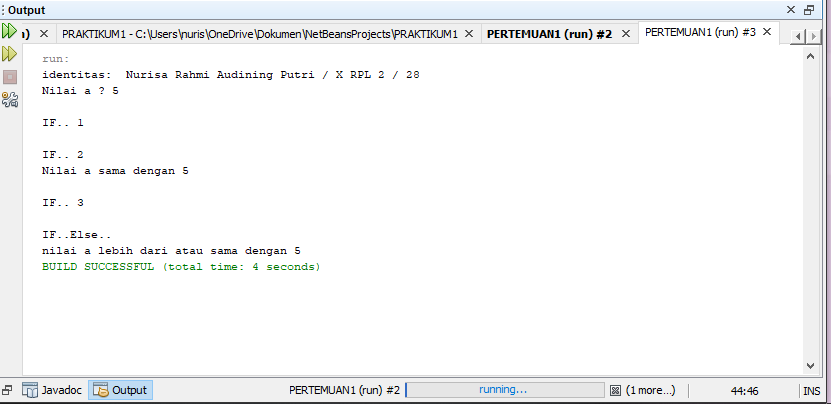 Output
ı) PRAKTIKUM1 - C:\Users\nuris\OneDrive\Dokumen\NetBeansProjects\PRAKTIKUM1 PERTEMUAN1 (run) #2 PERTEMUAN1 (run) #3
run:
identitas:  Nurisa Rahmi Audining Putri / X RPL 2 / 28
Nilai a ? 5
IF.. 1
IF.. 2
Nilai a sama dengan 5
IF.. 3
IF..Else..
nilai a lebih dari atau sama dengan 5
BUILD SUCCESSFUL (total time: 4 seconds)
Javadoc Output PERTEMUAN1 (run) #2 running... (1 more...) 44:46 INS